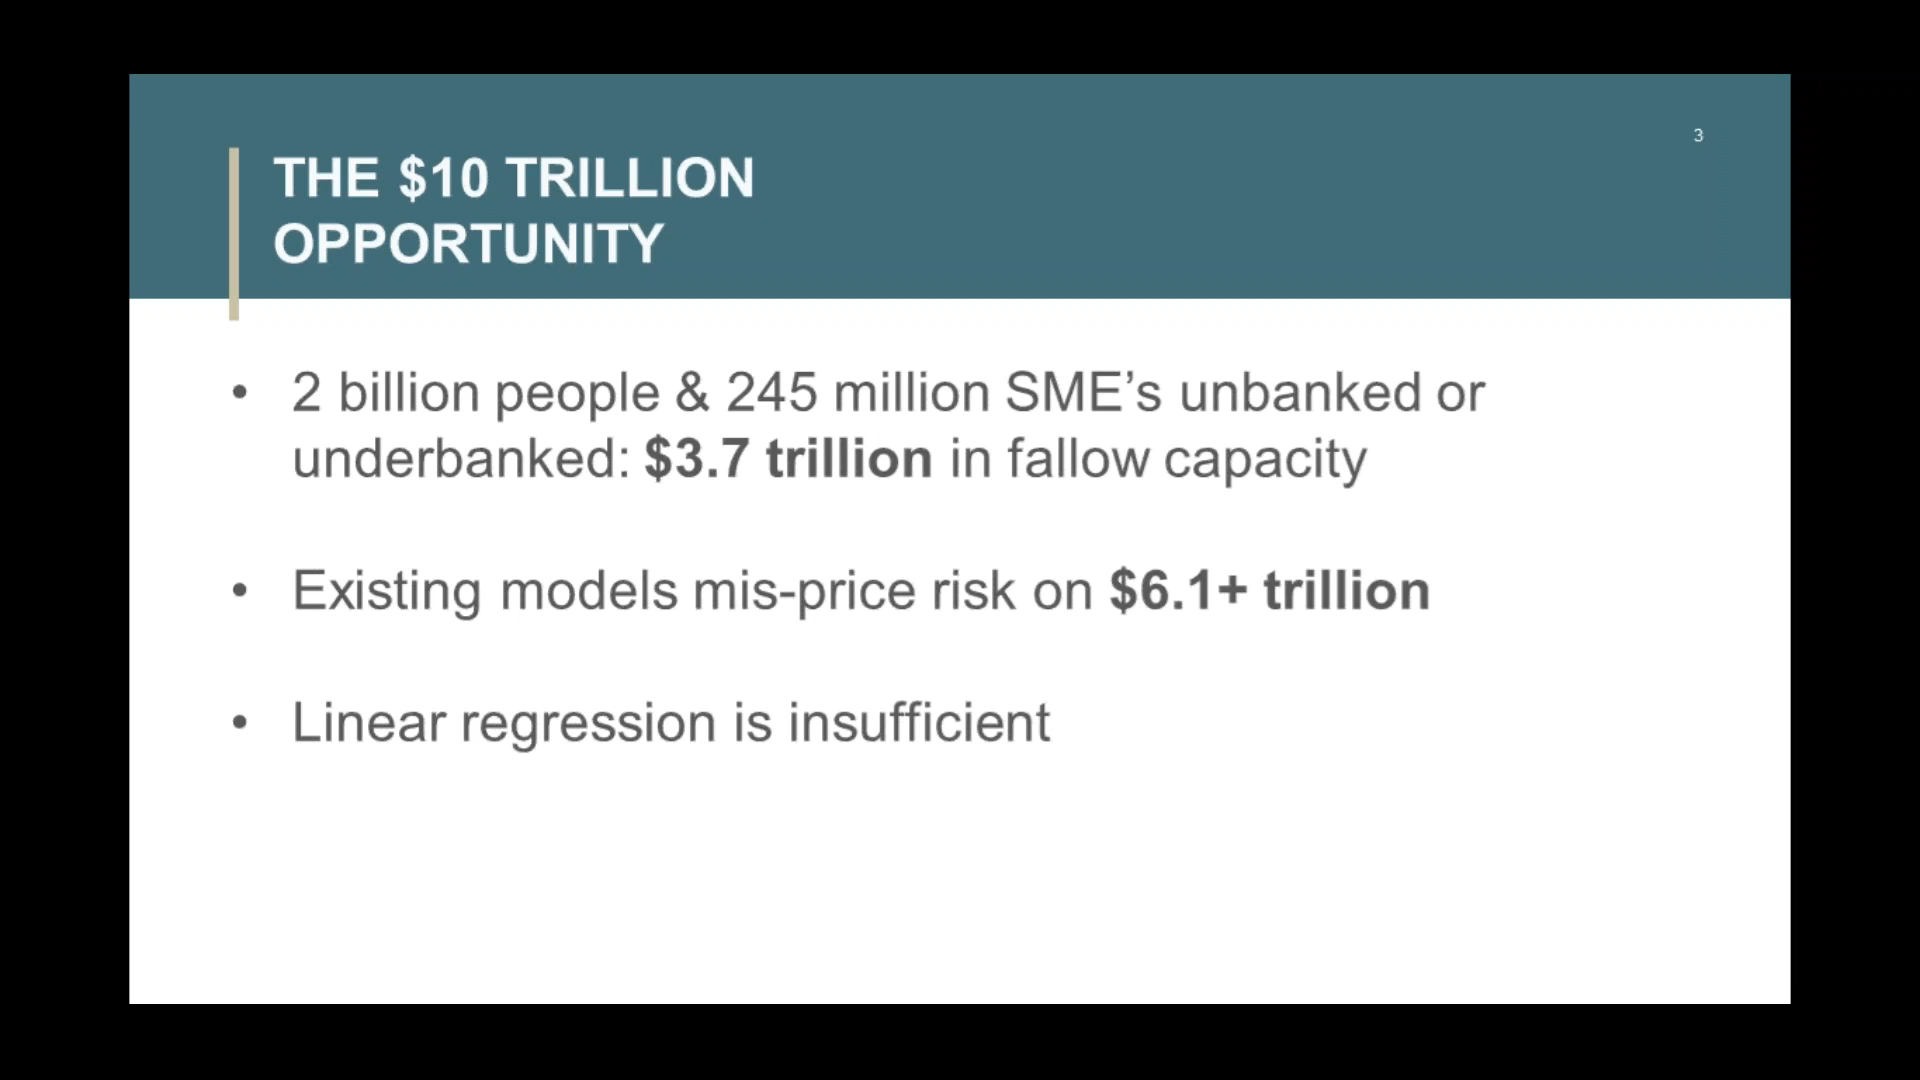 3
THE $10 TRILLION
OPPORTUNITY
• 2 billion people & 245 million SME’s unbanked or
underbanked: $3.7 trillion in fallow capacity
• Existing models mis-price risk on $6.1+ trillion
• Linear regression is insufficient